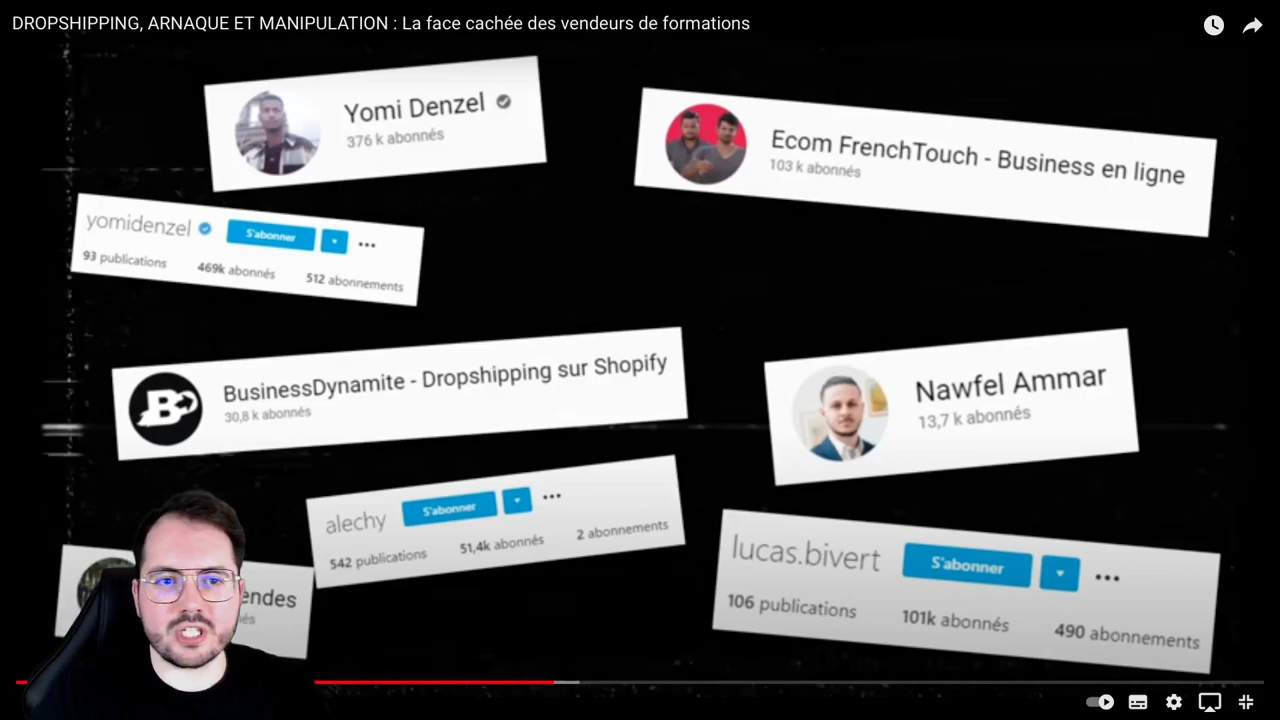 DROPSHIPPING, ARNAQUE ET MANIPULATION : La face cachée des vendeurs de formations
Yomi Denzel
376 k abonnés
Ecom FrenchTouch - Business en ligne
103 k abonnés
yomidenzel S'abonner
93 publications 469k abonnés 512 abonnements
BusinessDynamite - Dropshipping sur Shopify
30,8 k abonnés
Nawfel Ammar
13,7 k abonnés
alechy S'abonner
542 publications 51,4k abonnés 2 abonnements
lucas.bivert S'abonner
106 publications 101k abonnés 490 abonnements